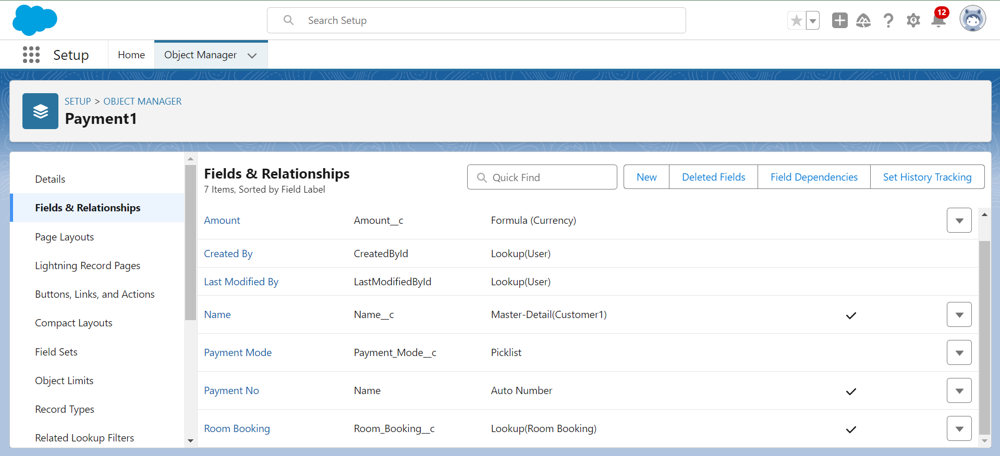 Search Setup
12
Setup
Home
Object Manager
SETUP > OBJECT MANAGER
Payment1
Details
Fields & Relationships
Page Layouts
Lightning Record Pages
Buttons, Links, and Actions
Compact Layouts
Field Sets
Object Limits
Record Types
Related Lookup Filters
Fields & Relationships
7 Items, Sorted by Field Label
Quick Find
New
Deleted Fields
Field Dependencies
Set History Tracking
Amount Amount__c Formula (Currency)
Created By CreatedById Lookup(User)
Last Modified By LastModifiedById Lookup(User)
Name Name__c Master-Detail(Customer1)
Payment Mode Payment_Mode__c Picklist
Payment No Name Auto Number
Room Booking Room_Booking__c Lookup(Room Booking)